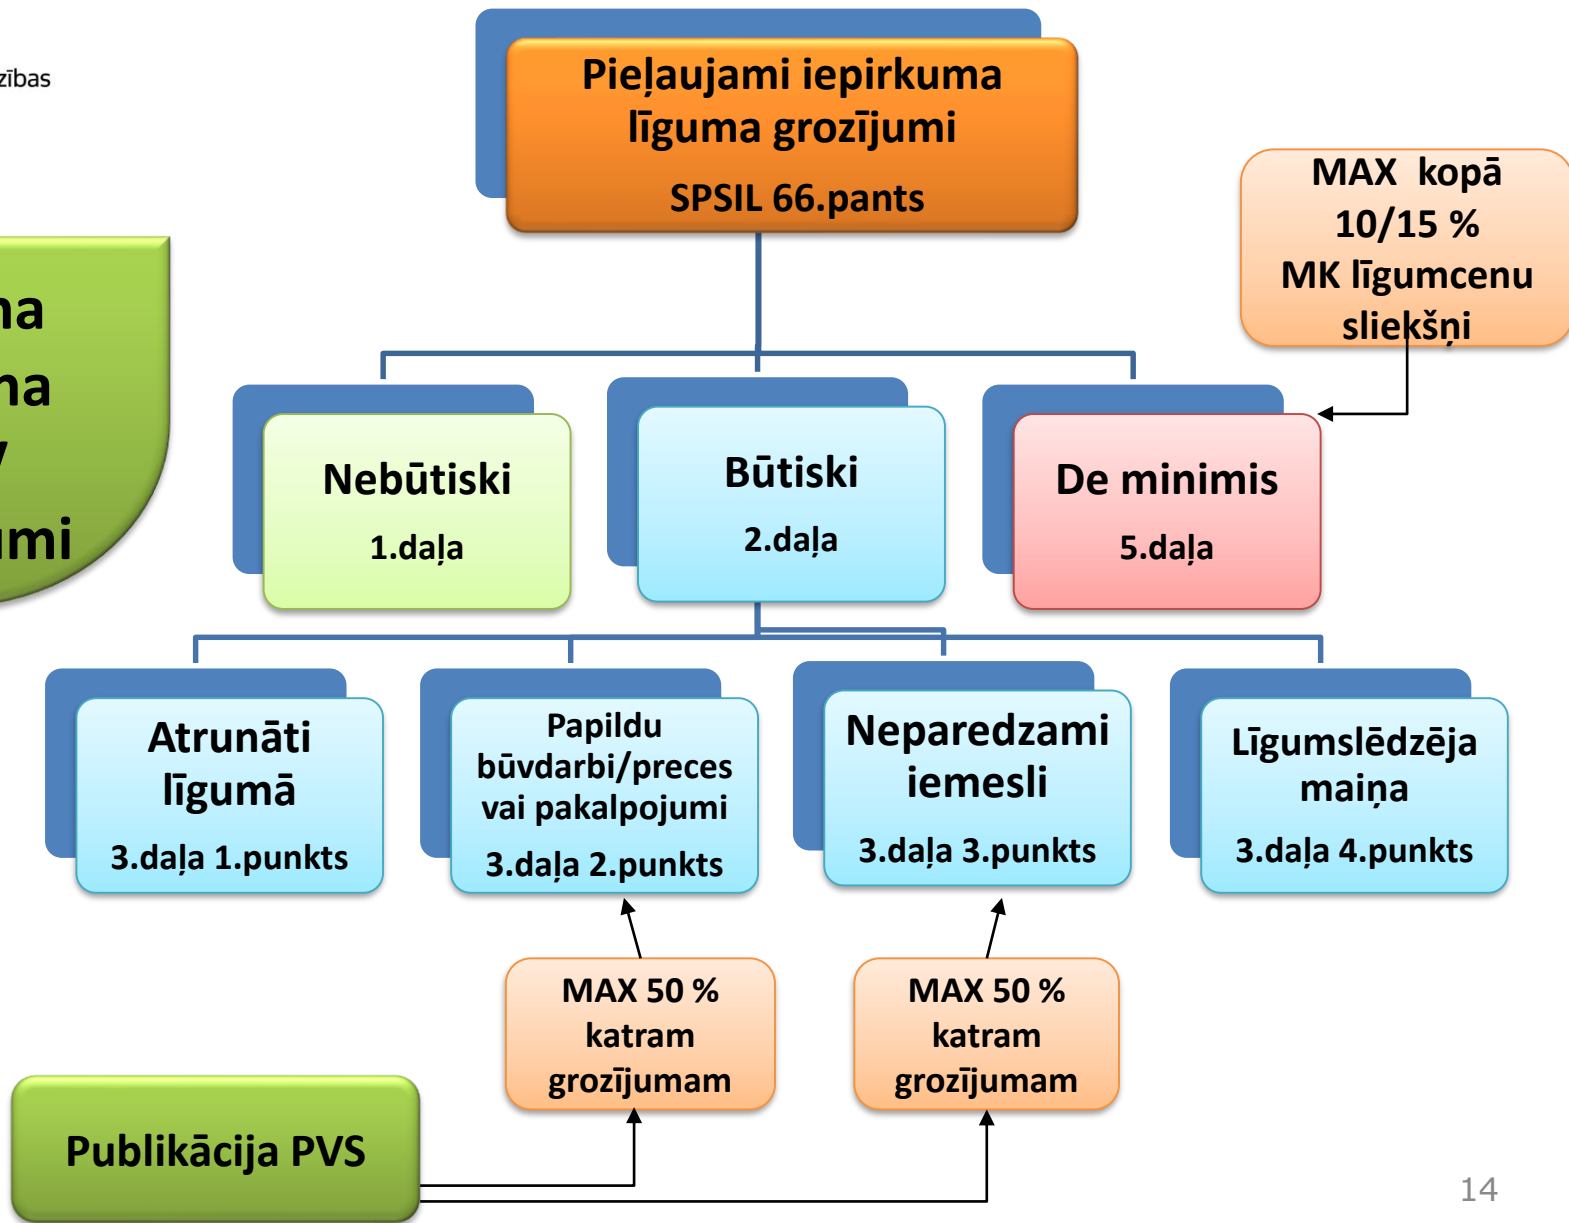 Pieļaujami iepirkuma
līguma grozījumi
SPSIL 66.pants
MAX kopā
10/15 %
MK līgumcenu
sliekšņi
Nebūtiski
1.daļa
Būtiski
2.daļa
De minimis
5.daļa
Atrunāti
līgumā
3.daļa 1.punkts
Papildu
būvdarbi/preces
vai pakalpojumi
3.daļa 2.punkts
Neparedzami
iemesli
3.daļa 3.punkts
Līgumslēdzēja
maiņa
3.daļa 4.punkts
MAX 50 %
katram
grozījumam
MAX 50 %
katram
grozījumam
Publikācija PVS
14